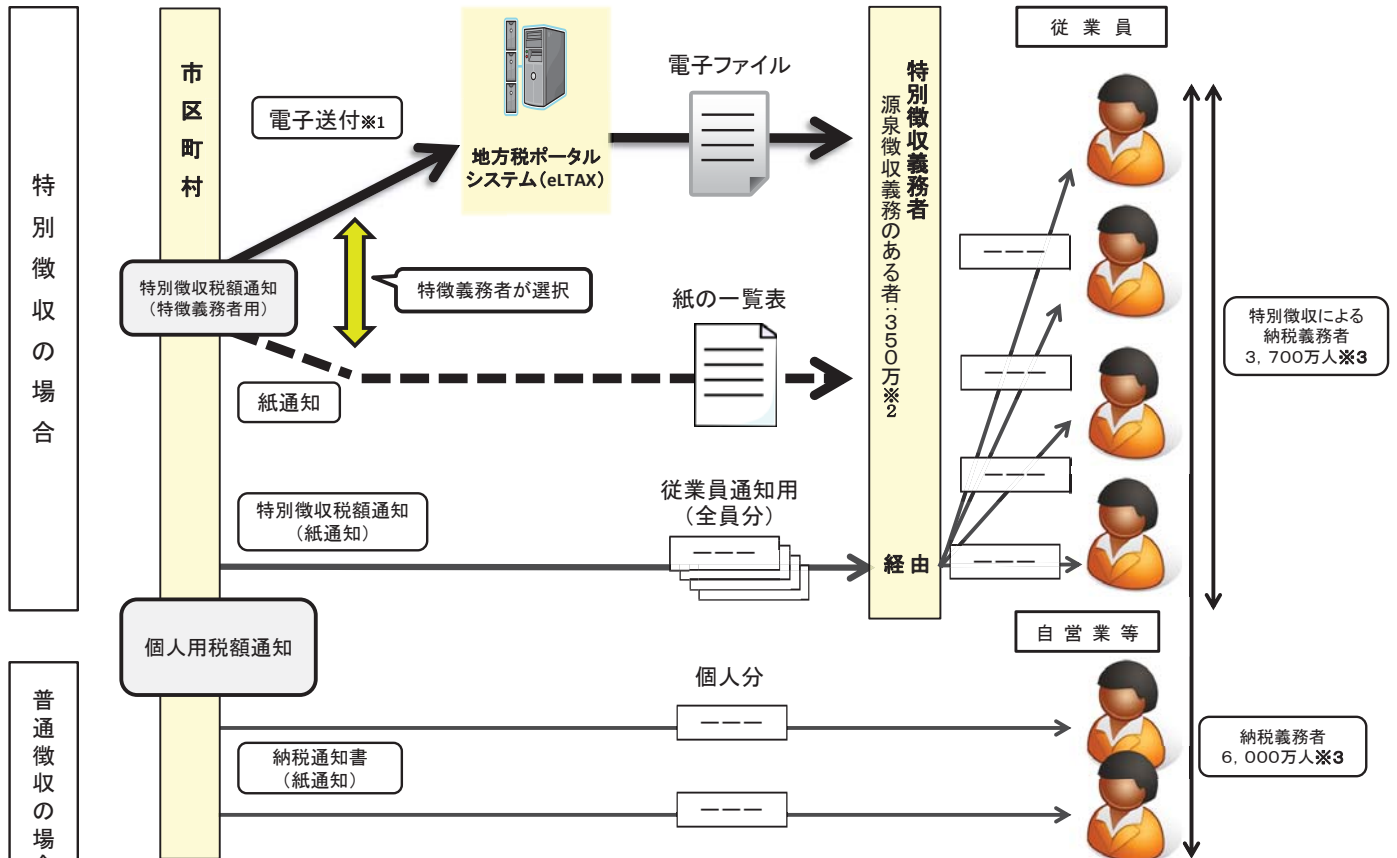 特別徴収の場合
市区町村
電子送付※1
地方税ポータル
システム(eLTAX)
電子ファイル
特別徴収税額通知
(特徴義務者用)
特徴義務者が選択
紙通知
紙の一覧表
特別徴収義務者
源泉徴収義務のある者:350万※2
経由
従業員
特別徴収税額通知
(紙通知)
従業員通知用
(全員分)
特別徴収による
納税義務者
3,700万人※3
個人用税額通知
普通徴収の場合
納税通知書
(紙通知)
個人分
自営業等
納税義務者
6,000万人※3